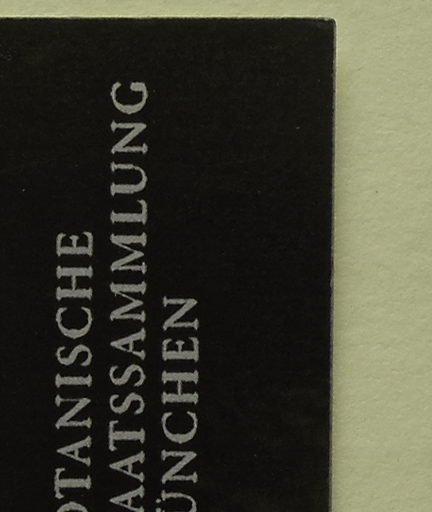 OTANISCHE
AATSSAMMLUNG
ÜNCHEN